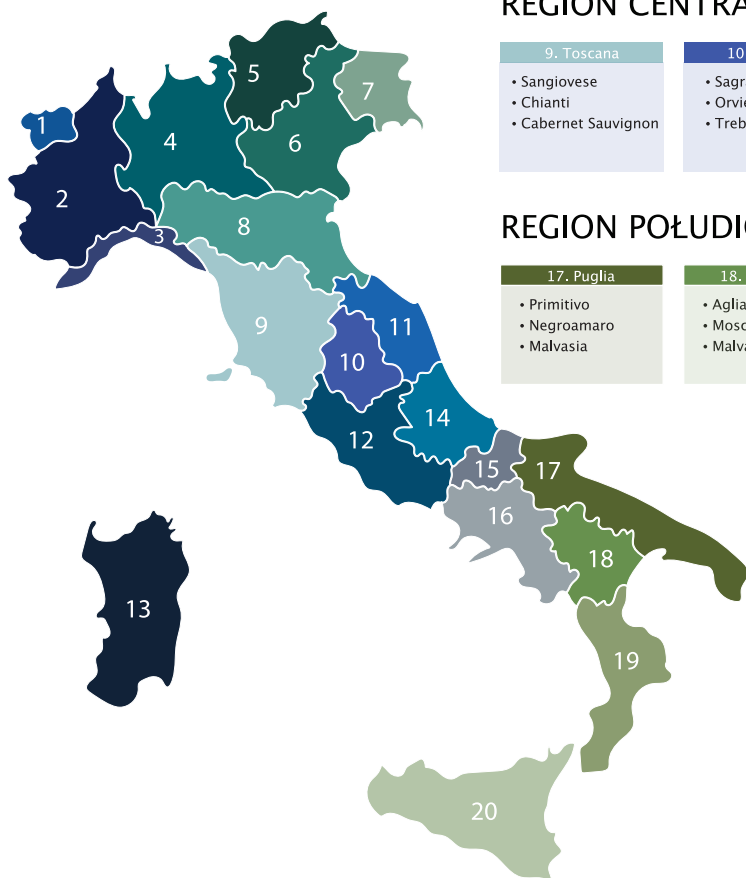 REGION CENTRA
9. Toscana
• Sangiovese
• Chianti
• Cabernet Sauvignon
10
• Sagr
• Orvie
• Treb
REGION POŁUDI
17. Puglia
• Primitivo
• Negroamaro
• Malvasia
18.
• Aglia
• Mosc
• Malva
1
2
3
4
5
6
7
8
9
10
11
12
13
14
15
16
17
18
19
20